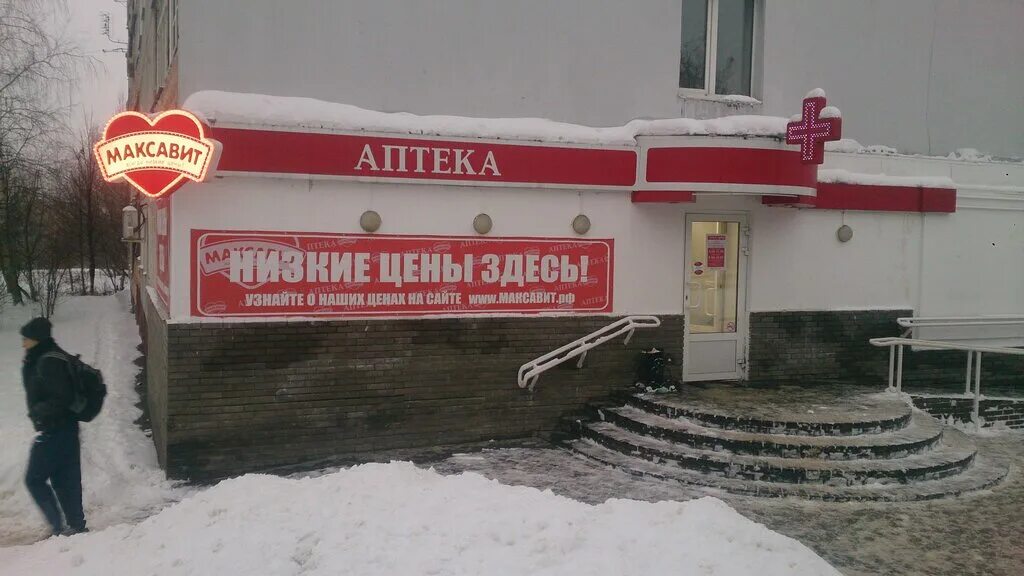 МАКСАВИТ
АПТЕКА
НИЗКИЕ ЦЕНЫ ЗДЕСЬ!
УЗНАЙТЕ О НАШИХ ЦЕНАХ НА САЙТЕ www.МАКСАВИТ.рф